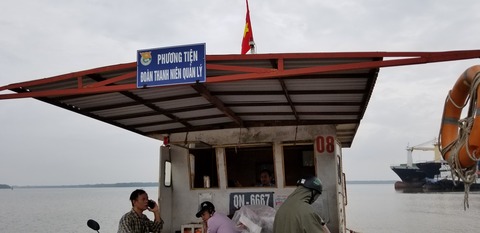 PHƯƠNG TIỆN
ĐOÀN THANH NIÊN QUẢN LÝ
08
QN-6667